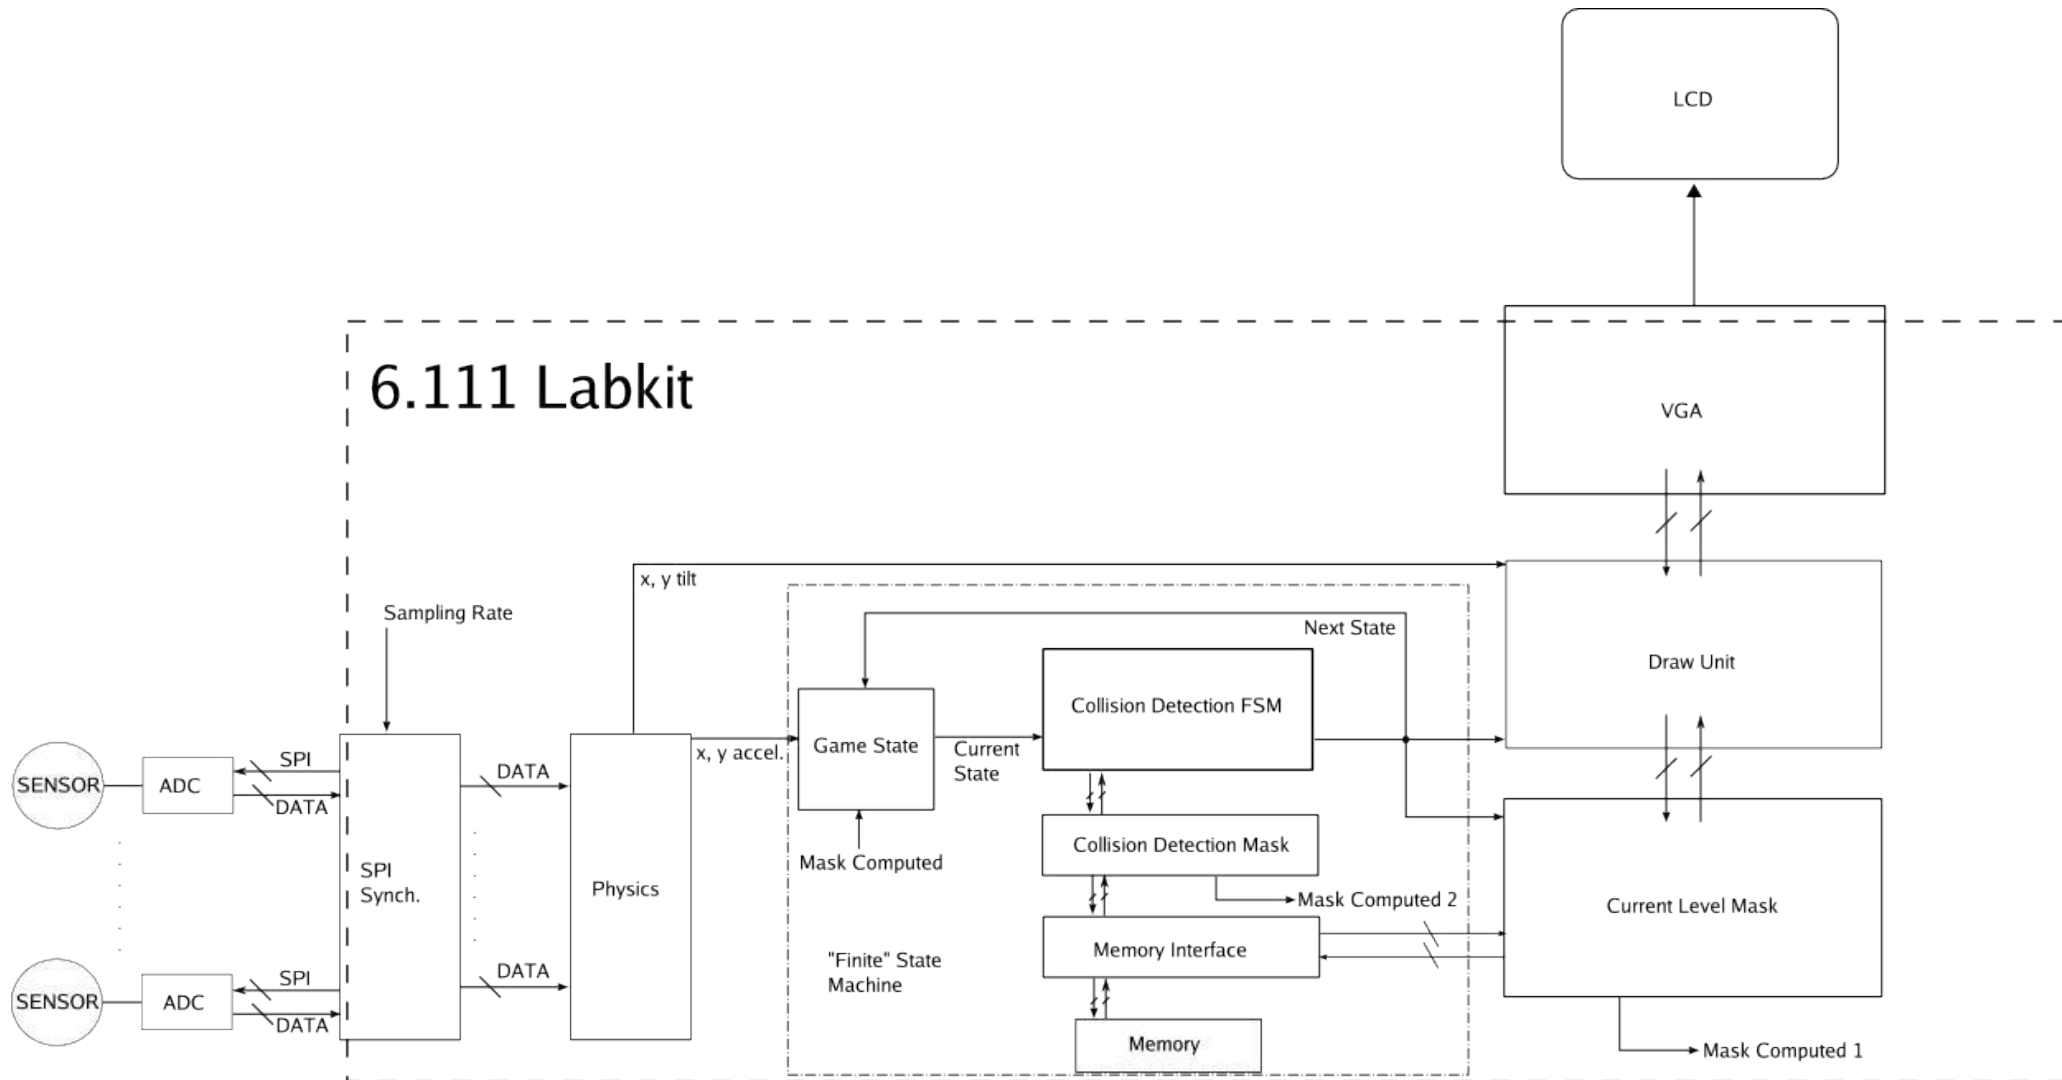 LCD
6.111 Labkit
VGA
x, y tilt
Sampling Rate
Next State
Draw Unit
Collision Detection FSM
Game State
x, y accel.
Current
State
SENSOR
ADC
SPI
DATA
DATA
Collision Detection Mask
Mask Computed
SPI
Synch.
Physics
Mask Computed 2
Current Level Mask
Memory Interface
"Finite" State
Machine
SENSOR
ADC
SPI
DATA
DATA
Memory
Mask Computed 1